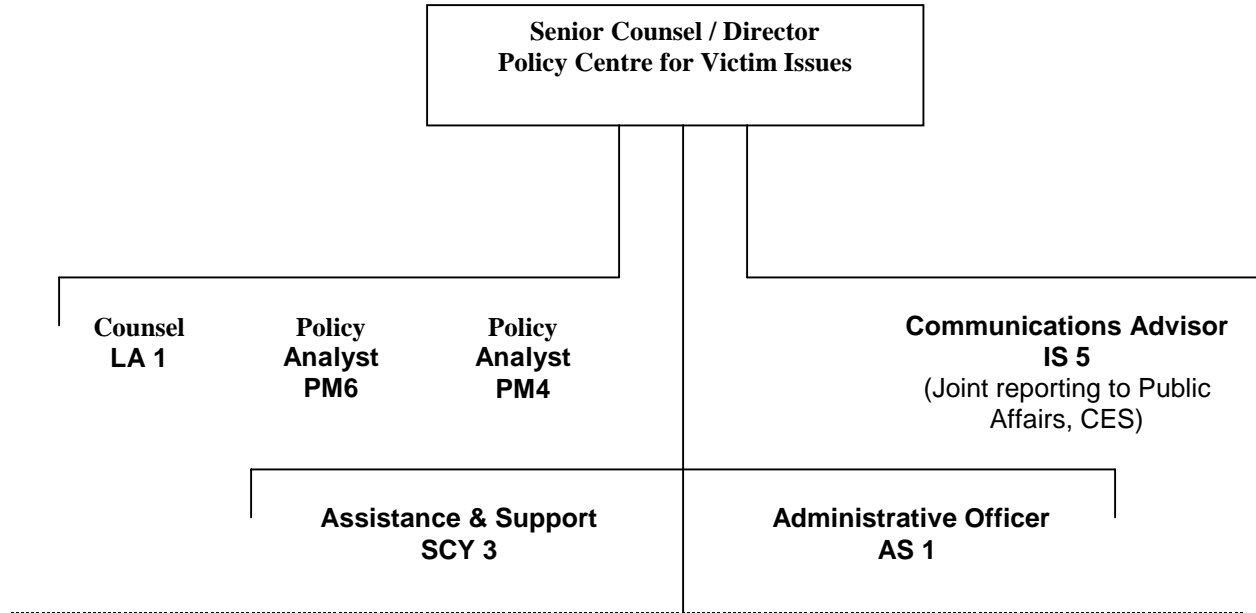 Senior Counsel / Director
Policy Centre for Victim Issues
Counsel
LA 1
Policy
Analyst
PM6
Policy
Analyst
PM4
Communications Advisor
IS 5
(Joint reporting to Public
Affairs, CES)
Assistance & Support
SCY 3
Administrative Officer
AS 1